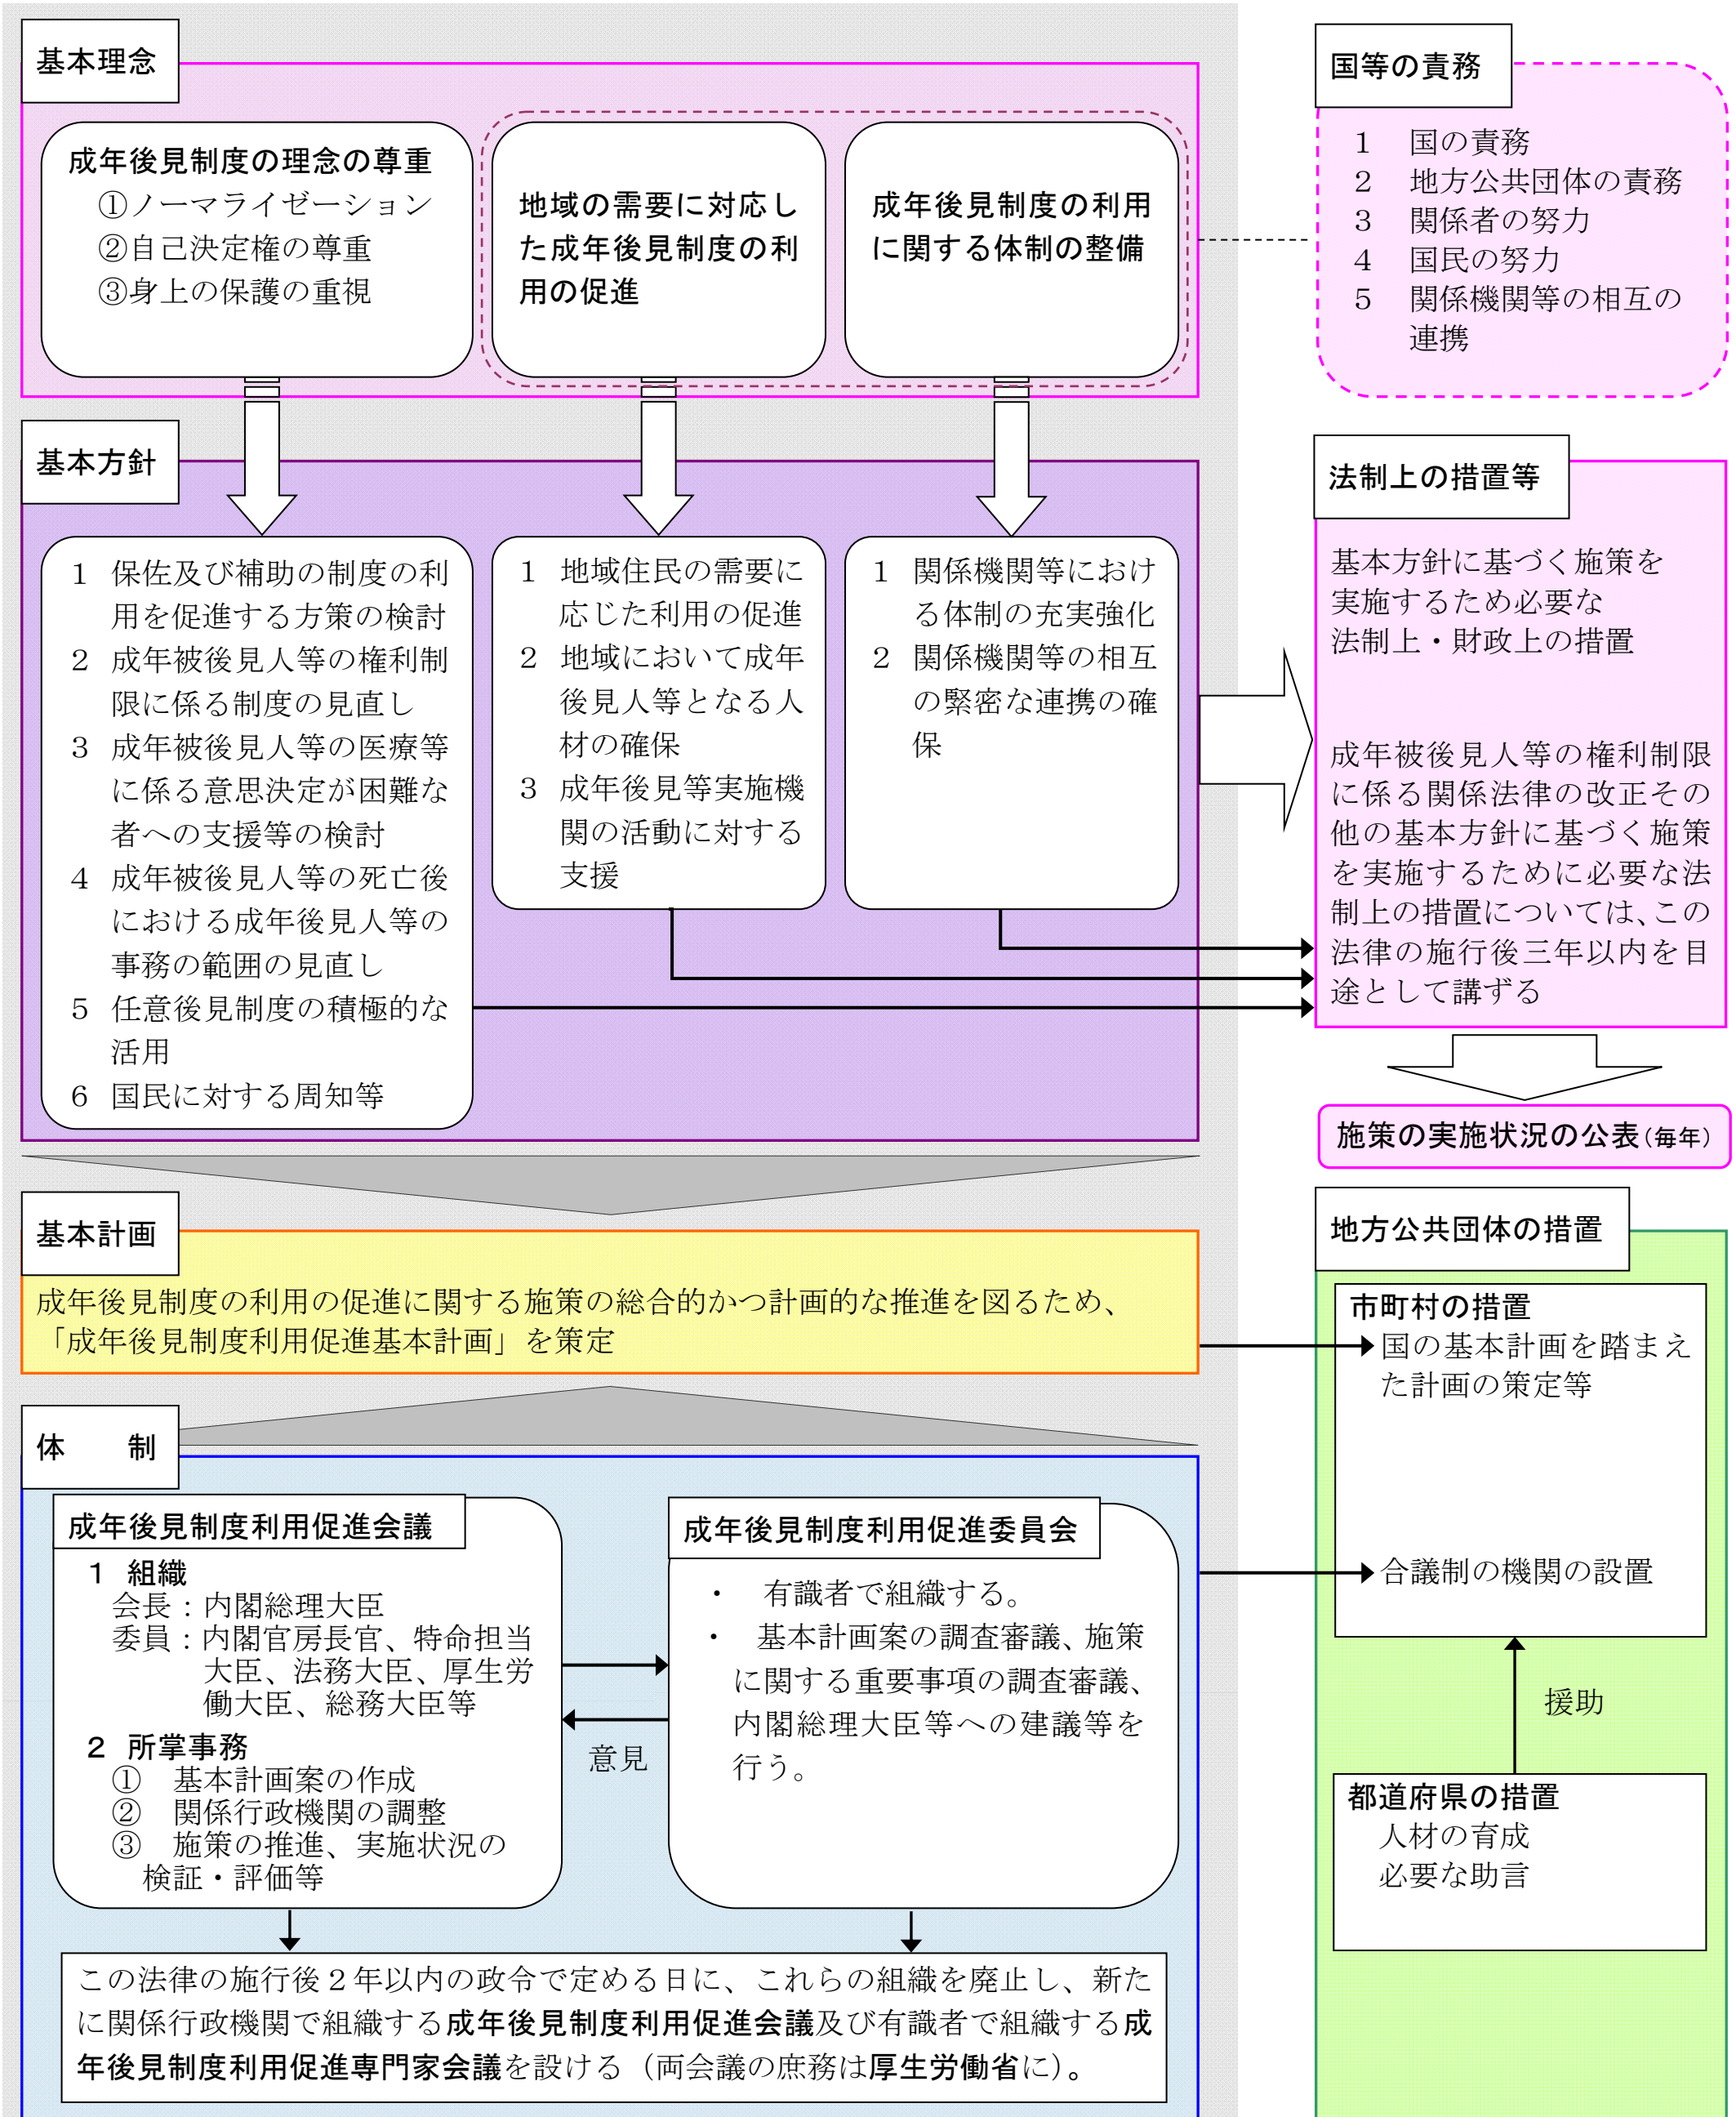 基本理念
成年後見制度の理念の尊重
①ノーマライゼーション
②自己決定権の尊重
③身上の保護の重視
地域の需要に対応し
た成年後見制度の利
用の促進
成年後見制度の利用
に関する体制の整備
国等の責務
1 国の責務
2 地方公共団体の責務
3 関係者の努力
4 国民の努力
5 関係機関等の相互の
連携
基本方針
1 保佐及び補助の制度の利
用を促進する方策の検討
2 成年被後見人等の権利制
限に係る制度の見直し
3 成年被後見人等の医療等
に係る意思決定が困難な
者への支援等の検討
4 成年被後見人等の死亡後
における成年後見人等の
事務の範囲の見直し
5 任意後見制度の積極的な
活用
6 国民に対する周知等
1 地域住民の需要に
応じた利用の促進
2 地域において成年
後見人等となる人
材の確保
3 成年後見等実施機
関の活動に対する
支援
1 関係機関等におけ
る体制の充実強化
2 関係機関等の相互
の緊密な連携の確
保
法制上の措置等
基本方針に基づく施策を
実施するため必要な
法制上・財政上の措置
成年被後見人等の権利制限
に係る関係法律の改正その
他の基本方針に基づく施策
を実施するために必要な法
制上の措置については、この
法律の施行後三年以内を目
途として講ずる
施策の実施状況の公表(毎年)
基本計画
成年後見制度の利用の促進に関する施策の総合的かつ計画的な推進を図るため、
「成年後見制度利用促進基本計画」を策定
体 制
成年後見制度利用促進会議
1 組織
会長:内閣総理大臣
委員:内閣官房長官、特命担当
大臣、法務大臣、厚生労
働大臣、総務大臣等
2 所掌事務
① 基本計画案の作成
② 関係行政機関の調整
③ 施策の推進、実施状況の
検証・評価等
意見
成年後見制度利用促進委員会
・ 有識者で組織する。
・ 基本計画案の調査審議、施策
に関する重要事項の調査審議、
内閣総理大臣等への建議等を
行う。
この法律の施行後2年以内の政令で定める日に、これらの組織を廃止し、新た
に関係行政機関で組織する成年後見制度利用促進会議及び有識者で組織する成
年後見制度利用促進専門家会議を設ける(両会議の庶務は厚生労働省に)。
地方公共団体の措置
市町村の措置
国の基本計画を踏まえ
た計画の策定等
合議制の機関の設置
援助
都道府県の措置
人材の育成
必要な助言